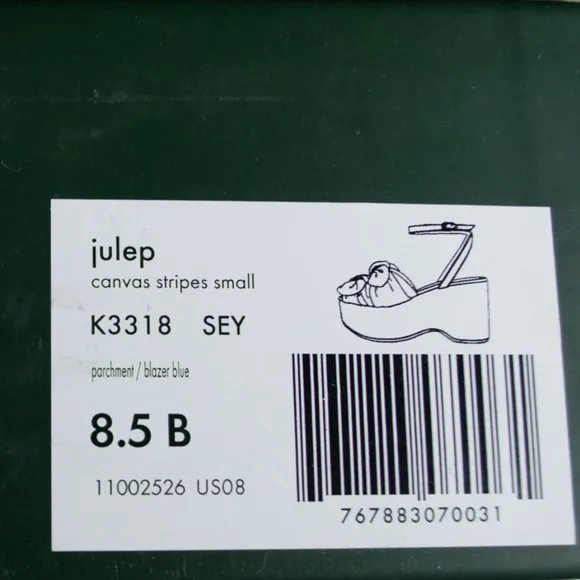 julep
canvas stripes small
K3318 SEY
parchment / blazer blue
8.5 B
11002526 US08
767883070031